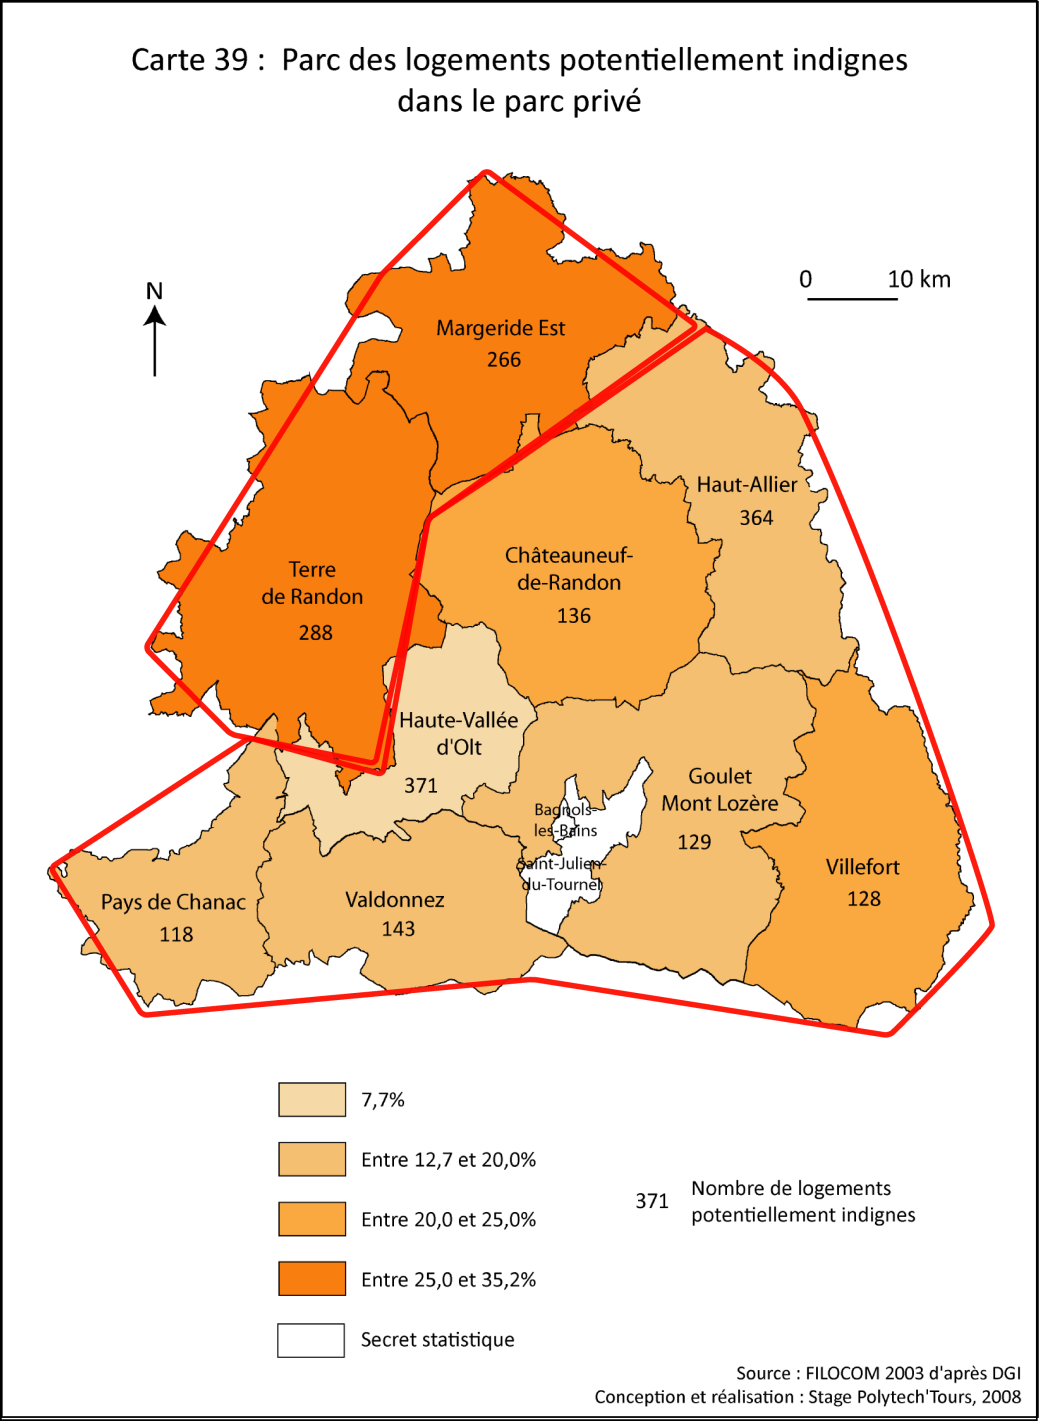 Carte 39 : Parc des logements potentiellement indignes
dans le parc privé
N
0 10 km
Margeride Est
266
Haut-Allier
364
Châteauneuf-
de-Randon
136
Terre
de Randon
288
Haute-Vallée
d'Olt
371
Goulet
Mont Lozère
129
Bagnols-
les-Bains
Saint-Julien-
du-Tournel
Villefort
128
Pays de Chanac
118
Valdonnez
143
7,7%
Entre 12,7 et 20,0%
Entre 20,0 et 25,0%
Entre 25,0 et 35,2%
Secret statistique
371 Nombre de logements
potentiellement indignes
Source : FILOCOM 2003 d'après DGI
Conception et réalisation : Stage Polytech'Tours, 2008